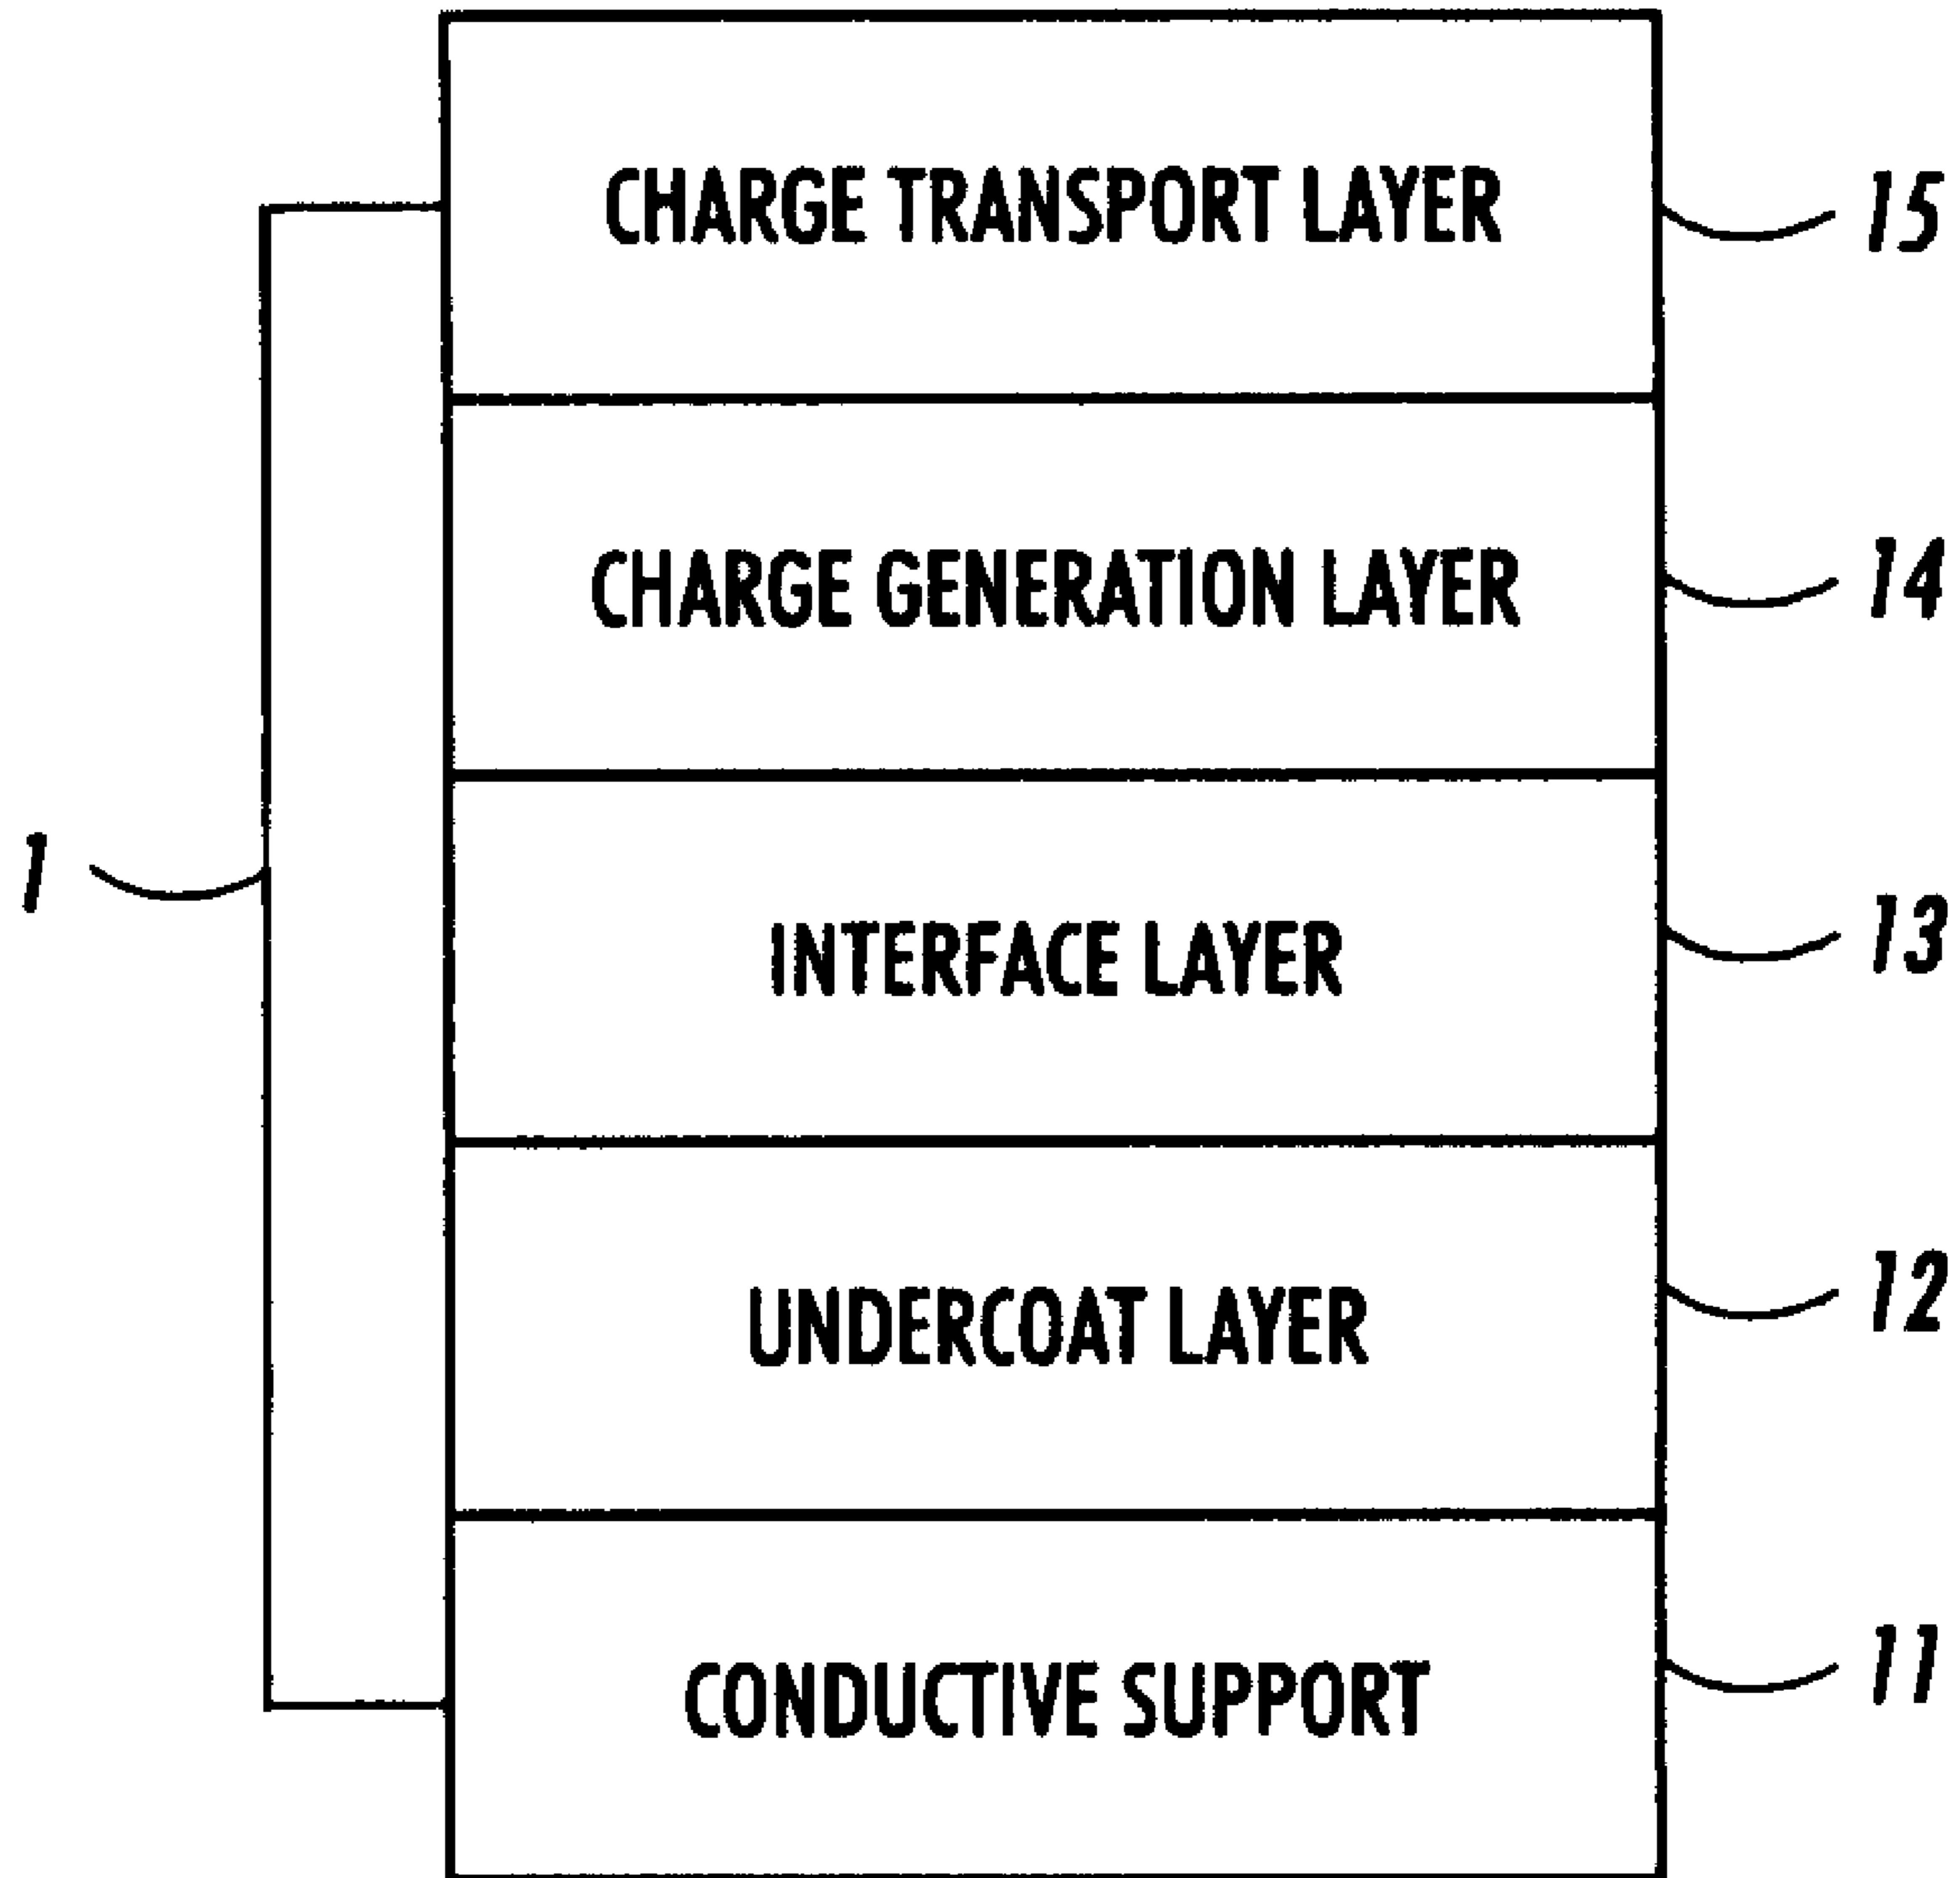 CHARGE TRANSPORT LAYER
15
CHARGE GENERATION LAYER
14
1
INTERFACE LAYER
13
UNDERCOAT LAYER
12
CONDUCTIVE SUPPORT
11